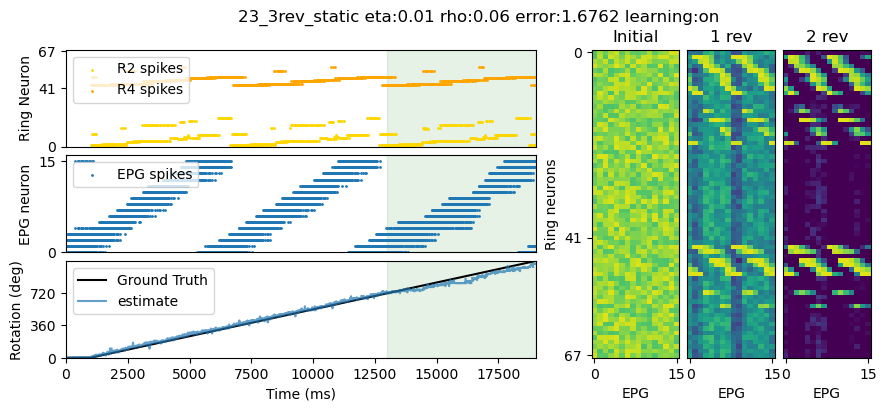 23_3rev_static eta:0.01 rho:0.06 error:1.6762 learning:on
Initial 1 rev 2 rev
67
41
0
Ring Neuron
R2 spikes
R4 spikes
15
0
EPG neuron
EPG spikes
720
360
0
Rotation (deg)
Ground Truth
estimate
0 2500 5000 7500 10000 12500 15000 17500
Time (ms)
0
41
67
Ring neurons
0 15 0 15 0 15
EPG EPG EPG